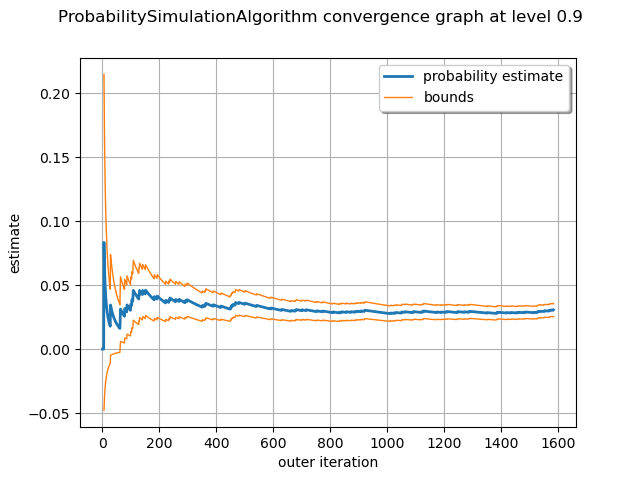 ProbabilitySimulationAlgorithm convergence graph at level 0.9
probability estimate
bounds
0.20
0.15
0.10
0.05
0.00
−0.05
estimate
0 200 400 600 800 1000 1200 1400 1600
outer iteration